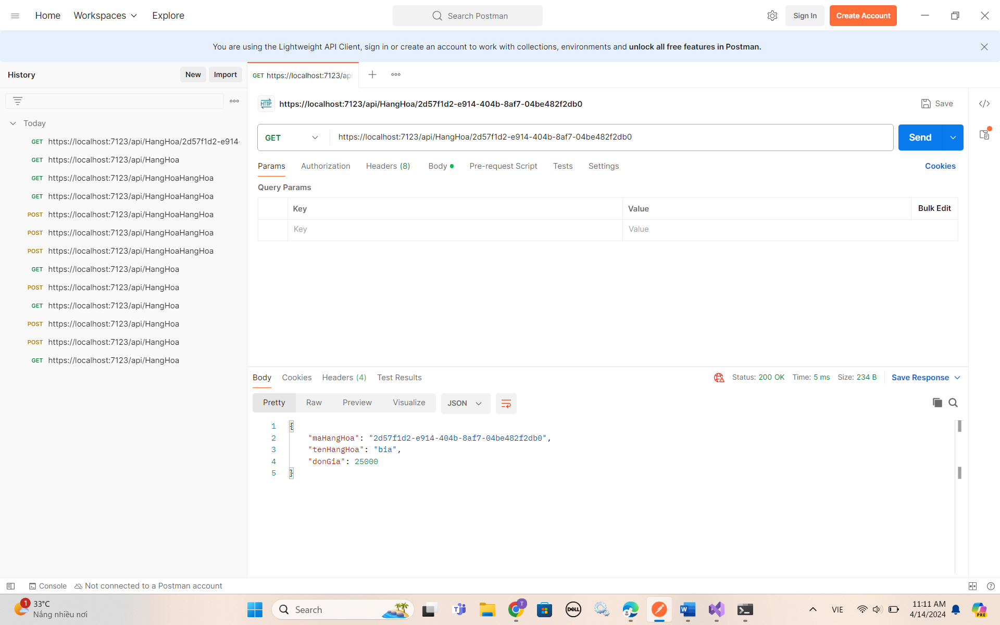 Home Workspaces Explore Search Postman Sign In Create Account
You are using the Lightweight API Client, sign in or create an account to work with collections, environments and unlock all free features in Postman.
History New Import
GET https://localhost:7123/api
Today
GET https://localhost:7123/api/HangHoa/2d57f1d2-e914-
GET https://localhost:7123/api/HangHoa
GET https://localhost:7123/api/HangHoaHangHoa
GET https://localhost:7123/api/HangHoaHangHoa
POST https://localhost:7123/api/HangHoaHangHoa
POST https://localhost:7123/api/HangHoaHangHoa
POST https://localhost:7123/api/HangHoaHangHoa
GET https://localhost:7123/api/HangHoa
POST https://localhost:7123/api/HangHoa
GET https://localhost:7123/api/HangHoa
POST https://localhost:7123/api/HangHoa
POST https://localhost:7123/api/HangHoa
GET https://localhost:7123/api/HangHoa
HTTP https://localhost:7123/api/HangHoa/2d57f1d2-e914-404b-8af7-04be482f2db0 Save
GET https://localhost:7123/api/HangHoa/2d57f1d2-e914-404b-8af7-04be482f2db0 Send
Params Authorization Headers (8) Body Pre-request Script Tests Settings Cookies
Query Params
Key Value Bulk Edit
Key Value
Body Cookies Headers (4) Test Results Status: 200 OK Time: 5 ms Size: 234 B Save Response
Pretty Raw Preview Visualize JSON
1 {
2 "maHangHoa": "2d57f1d2-e914-404b-8af7-04be482f2db0",
3 "tenHangHoa": "bia",
4 "donGia": 25000
5 }
Console Not connected to a Postman account
1 33°C
Nắng nhiều nơi
Search
T
DELL
VIE
11:11 AM
4/14/2024
PRE